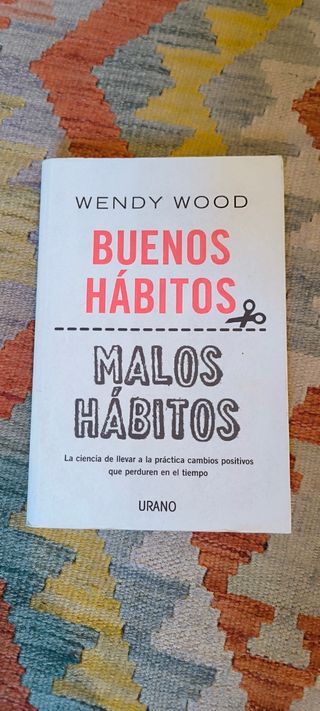 WENDY WOOD
BUENOS
HÁBITOS
MALOS
HÁBITOS
La ciencia de llevar a la práctica cambios positivos
que perduren en el tiempo
URANO